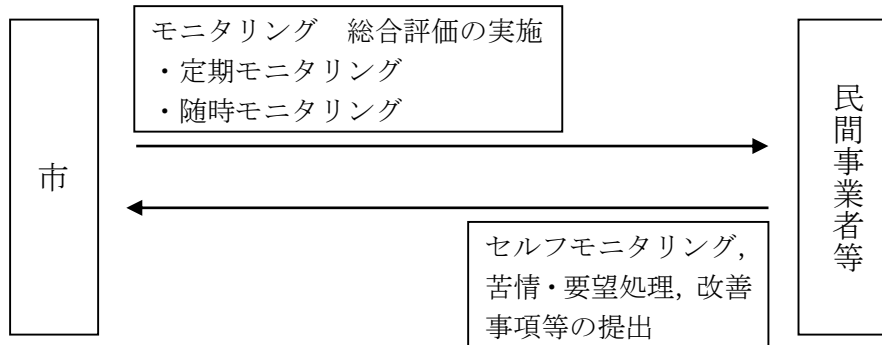 モニタリング　総合評価の実施
・定期モニタリング
・随時モニタリング
市
民間事業者等
セルフモニタリング,
苦情・要望処理, 改善
事項等の提出